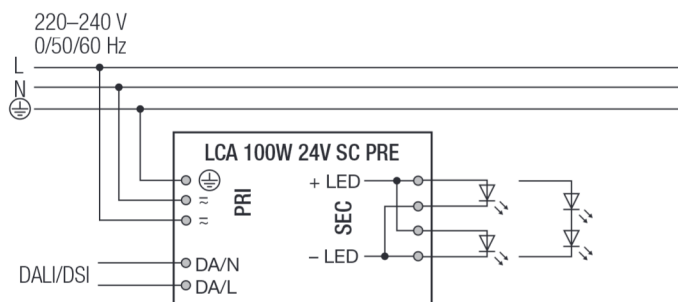 220–240 V
0/50/60 Hz
L
N
LCA 100W 24V SC PRE
PRI
≂
≂
+ LED
SEC
– LED
DALI/DSI
DA/N
DA/L